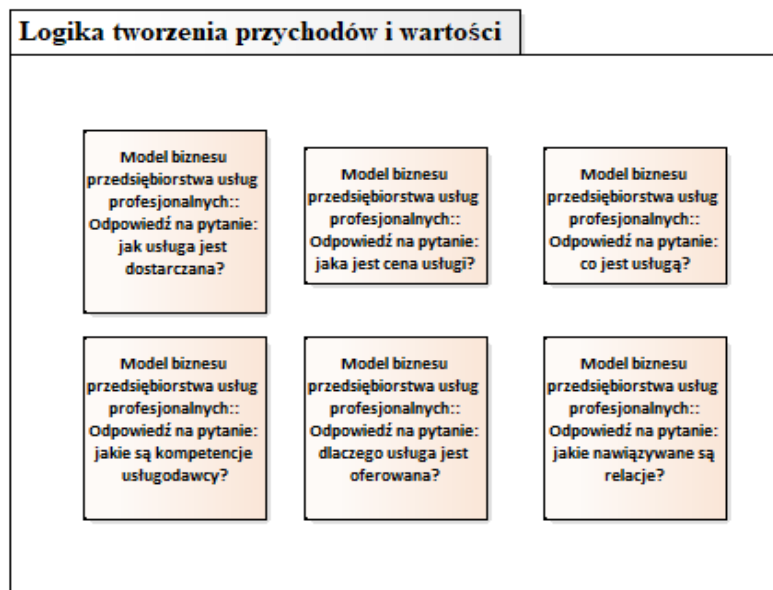 Logika tworzenia przychodów i wartości
Model biznesu
przedsiębiorstwa usług
profesjonalnych::
Odpowiedź na pytanie:
jak usługa jest
dostarczana?
Model biznesu
przedsiębiorstwa usług
profesjonalnych::
Odpowiedź na pytanie:
jaka jest cena usługi?
Model biznesu
przedsiębiorstwa usług
profesjonalnych::
Odpowiedź na pytanie:
co jest usługą?
Model biznesu
przedsiębiorstwa usług
profesjonalnych::
Odpowiedź na pytanie:
jakie są kompetencje
usługodawcy?
Model biznesu
przedsiębiorstwa usług
profesjonalnych::
Odpowiedź na pytanie:
dlaczego usługa jest
oferowana?
Model biznesu
przedsiębiorstwa usług
profesjonalnych::
Odpowiedź na pytanie:
jakie nawiązywane są
relacje?